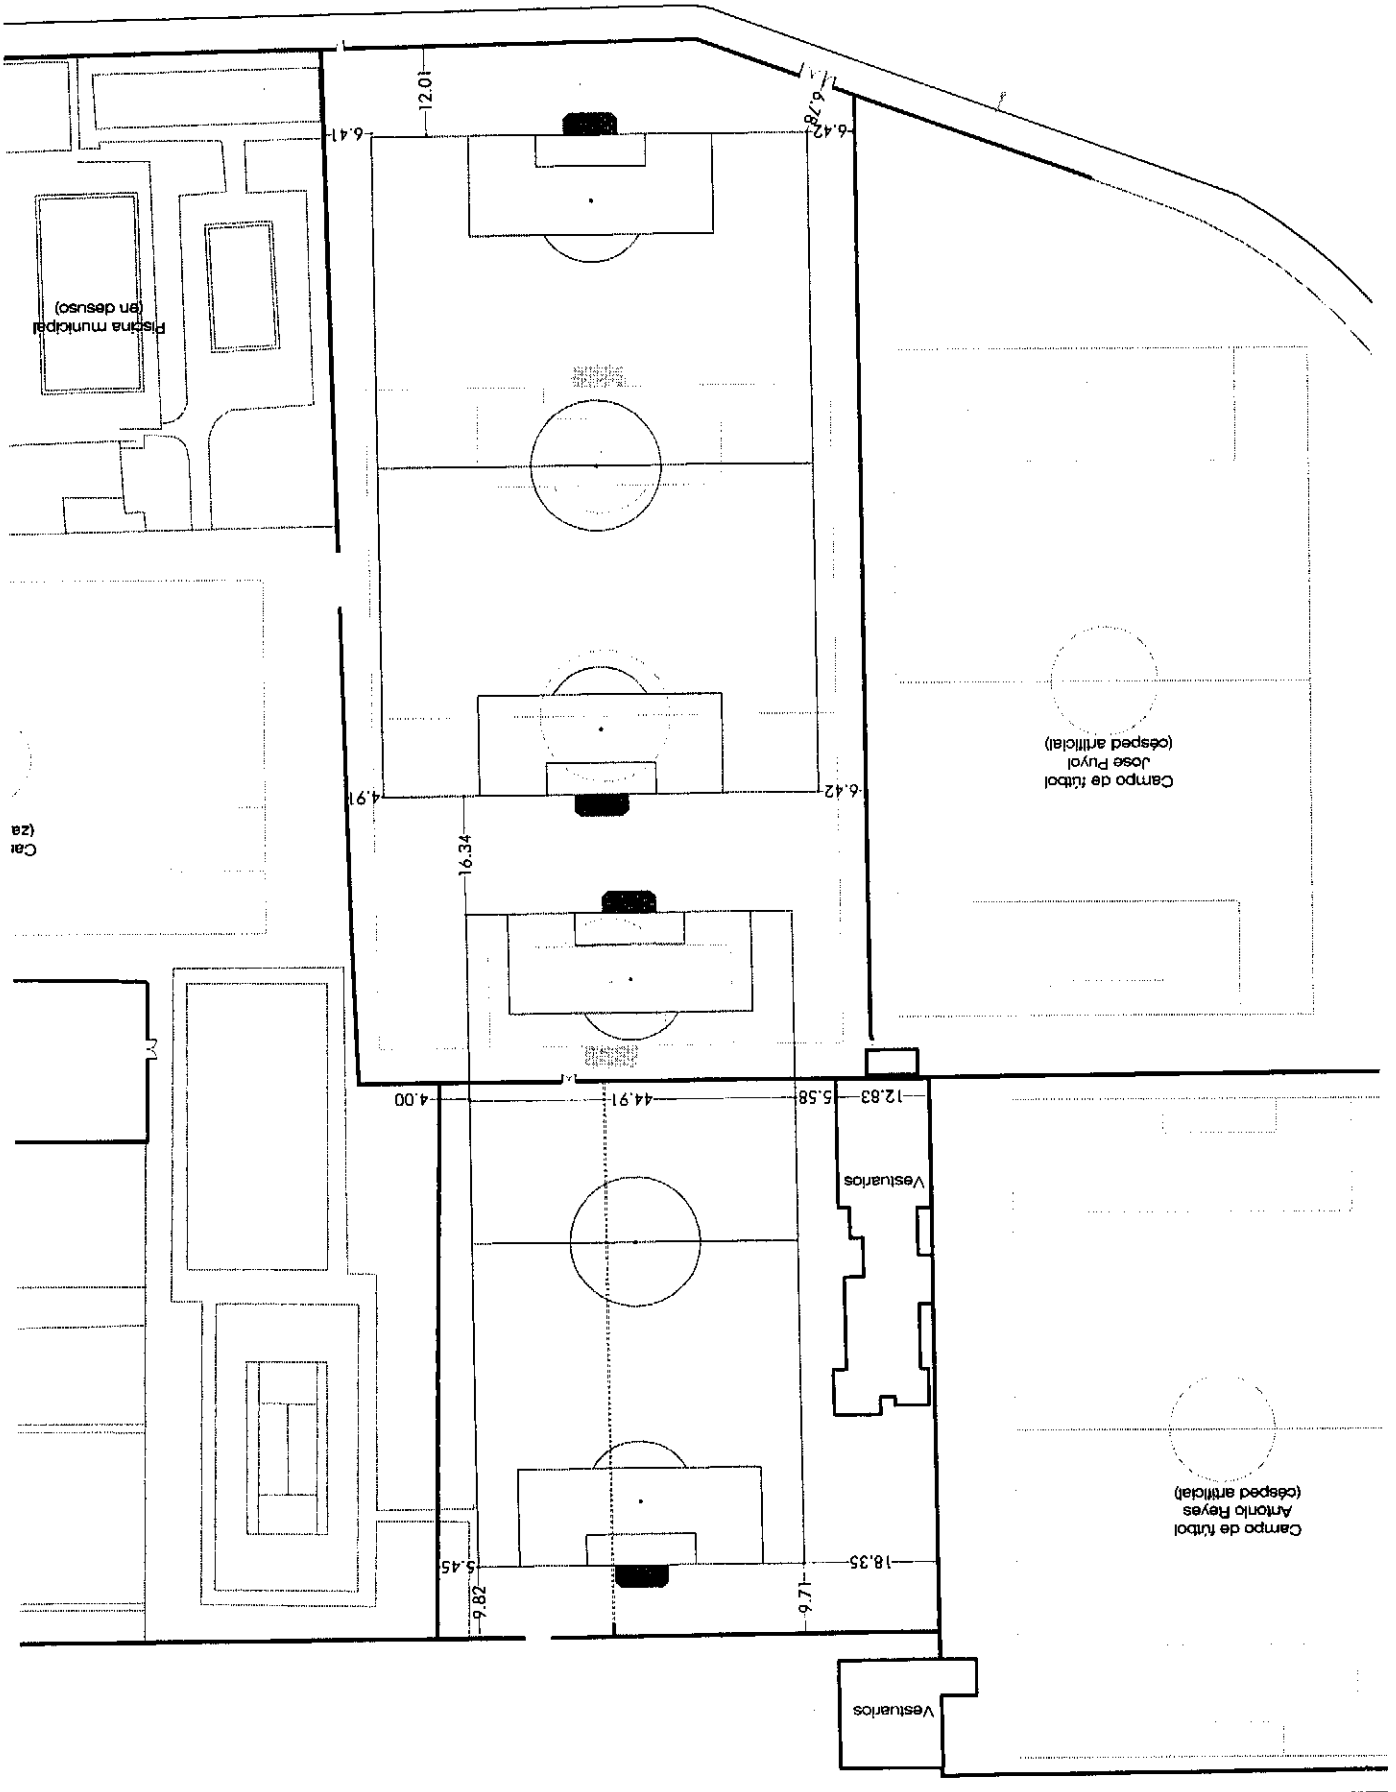 12.01
6.41
6.78
6.42
Piscina municipal
(en desuso)
Campo de fútbol
Jose Puyol
(césped artificial)
4.91
6.42
16.34
Ca
(za
4.00
44.91
5.58
12.83
Vestuarios
Campo de fútbol
Antonio Reyes
(césped artificial)
5.45
18.35
9.82
9.71
Vestuarios